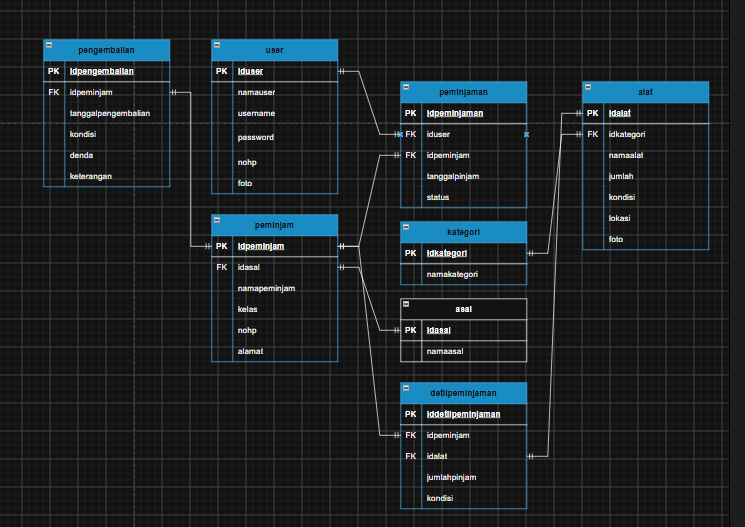 pengembalian
PK idpengembalian
FK idpeminjam
tanggalpengembalian
kondisi
denda
keterangan
user
PK iduser
namauser
username
password
nohp
foto
peminjaman
PK idpeminjaman
FK iduser
FK idpeminjam
tanggalpinjam
status
alat
PK idalat
FK idkategori
namaalat
jumlah
kondisi
lokasi
foto
peminjam
PK idpeminjam
FK idasal
namapeminjam
kelas
nohp
alamat
kategori
PK idkategori
namakategori
asal
PK idasal
namaasal
detilpeminjaman
PK iddetilpeminjaman
FK idpeminjam
FK idalat
jumlahpinjam
kondisi